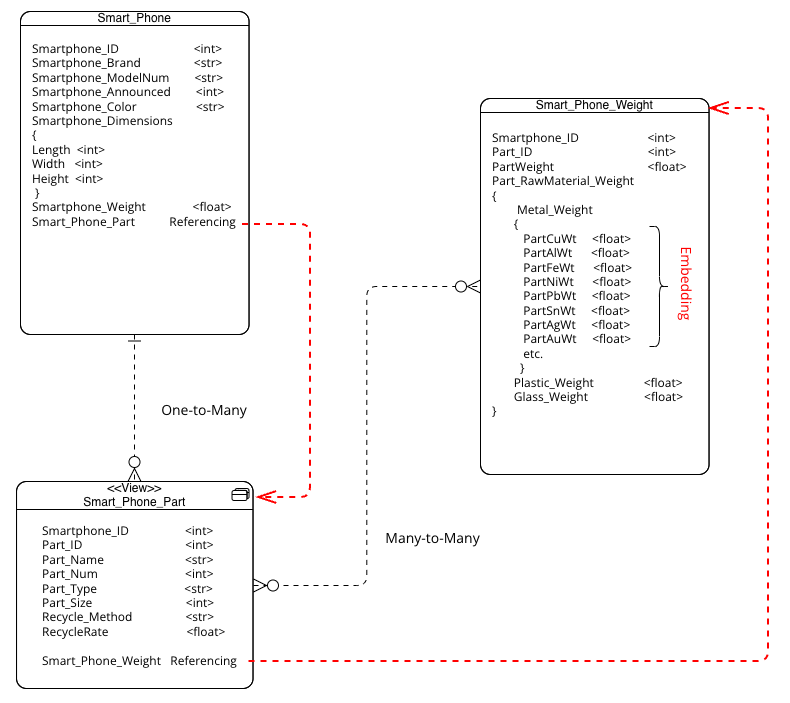 Smart_Phone
Smartphone_ID <int>
Smartphone_Brand <str>
Smartphone_ModelNum <str>
Smartphone_Announced <int>
Smartphone_Color <str>
Smartphone_Dimensions
{
Length <int>
Width <int>
Height <int>
}
Smartphone_Weight <float>
Smart_Phone_Part Referencing
One-to-Many
<<View>>
Smart_Phone_Part
Smartphone_ID <int>
Part_ID <int>
Part_Name <str>
Part_Num <int>
Part_Type <str>
Part_Size <int>
Recycle_Method <str>
RecycleRate <float>
Smart_Phone_Weight Referencing
Many-to-Many
Smart_Phone_Weight
Smartphone_ID <int>
Part_ID <int>
PartWeight <float>
Part_RawMaterial_Weight
{
Metal_Weight
{
PartCuWt <float>
PartAlWt <float>
PartFeWt <float>
PartNiWt <float>
PartPbWt <float>
PartSnWt <float>
PartAgWt <float>
PartAuWt <float>
etc.
}
Plastic_Weight <float>
Glass_Weight <float>
}
Embedding